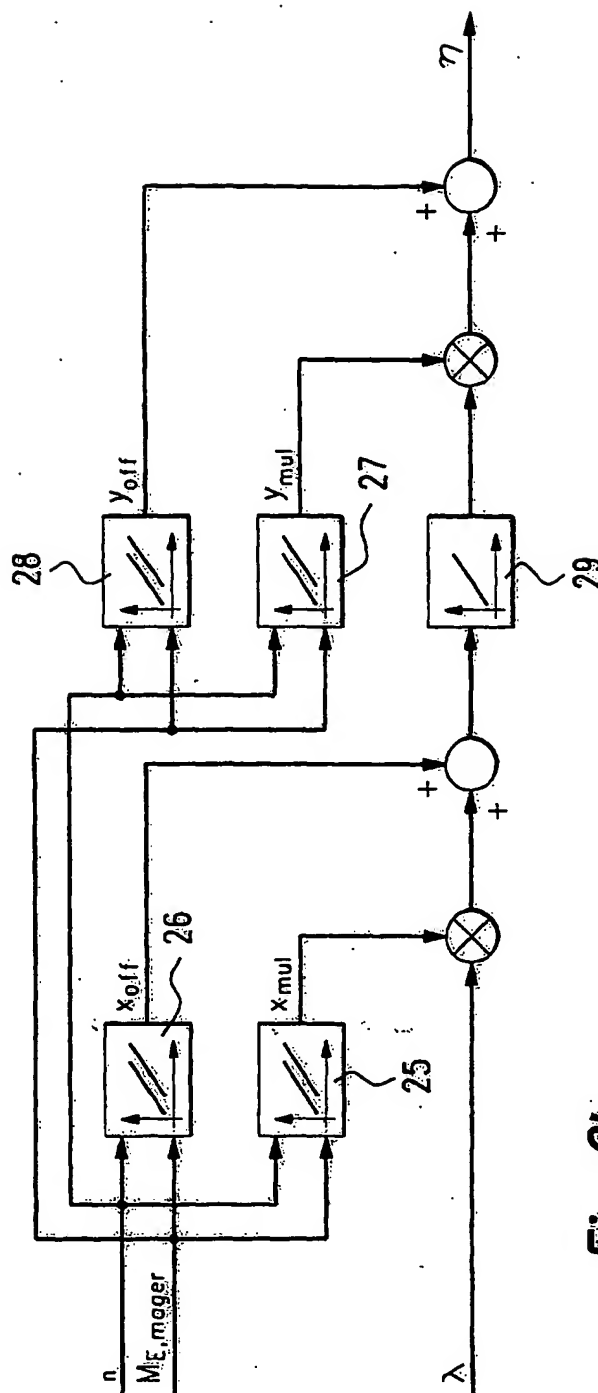 28
y_off
y_mul
27
29
η
+
+
26
x_off
x_mul
25
+
+
n
M_E,mager
λ